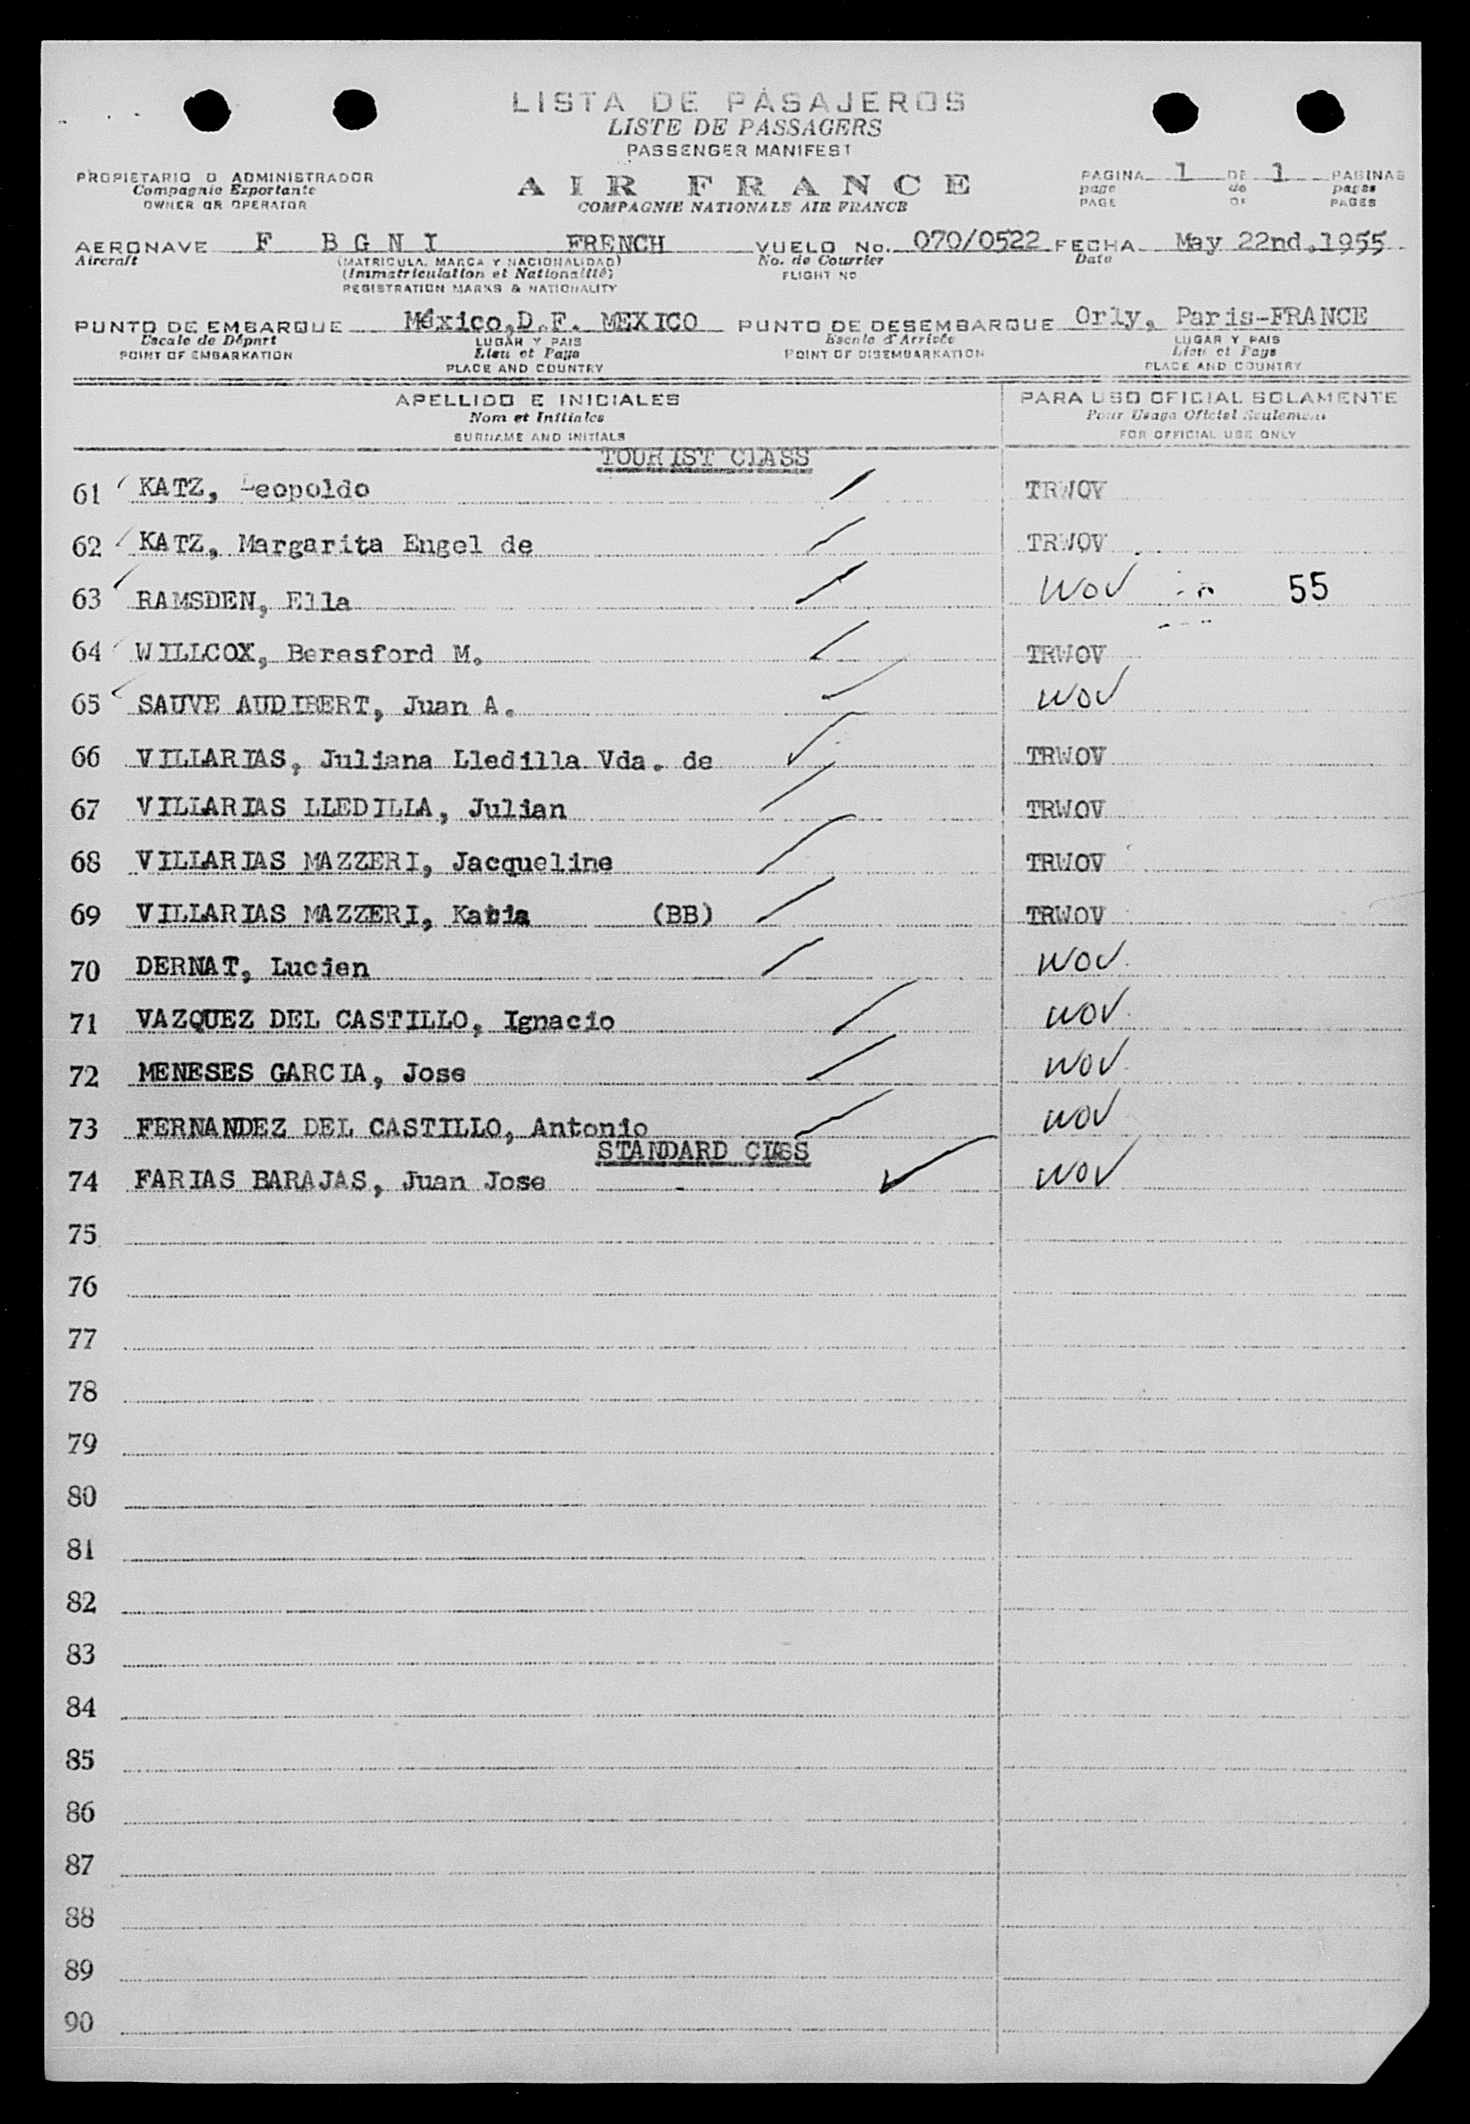 LISTA DE PASAJEROS
LISTE DE PASSAGERS
PASSENGER MANIFEST
PROPIETARIO O ADMINISTRADOR
Compagnie Exportante
OWNER OR OPERATOR
AIR FRANCE
COMPAGNIE NATIONALE AIR FRANCE
PAGINA 1 DE 1 PAGINAS
page de pages
PAGE OF PAGES
AERONAVE F BGNI FRENCH VUELO No. 070/0522 FECHA May 22nd,1955
Aircraft (MATRICULA, MARCA Y NACIONALIDAD) No. de Courrier Date
(Immatriculation et Nationalité) FLIGHT NO
REGISTRATION MARKS & NATIONALITY
PUNTO DE EMBARQUE México,D.F. MEXICO PUNTO DE DESEMBARQUE Orly, Paris-FRANCE
Escale de Départ LUGAR Y PAIS Escale d'Arrivée LUGAR Y PAIS
POINT OF EMBARKATION Lieu et Pays POINT OF DISEMBARKATION Lieu et Pays
PLACE AND COUNTRY PLACE AND COUNTRY
APELLIDO E INICIALES PARA USO OFICIAL SOLAMENTE
Nom et Initiales Pour Usage Officiel Seulement
SURNAME AND INITIALS FOR OFFICIAL USE ONLY
TOURIST CLASS
61 KATZ, Leopoldo TRWOV
62 KATZ, Margarita Engel de TRWOV
63 RAMSDEN, Ella WOV 55
64 WILLCOX, Berasford M. TRWOV
65 SAUVE AUDIBERT, Juan A. WOV
66 VILLARIAS, Juliana Lledilla Vda. de TRWOV
67 VILLARIAS LLEDILLA, Julian TRWOV
68 VILLARIAS MAZZERI, Jacqueline TRWOV
69 VILLARIAS MAZZERI, Katia (BB) TRWOV
70 DERNAT, Lucien WOV
71 VAZQUEZ DEL CASTILLO, Ignacio WOV
72 MENESES GARCIA, Jose WOV
73 FERNANDEZ DEL CASTILLO, Antonio WOV
STANDARD CLASS
74 FARIAS BARAJAS, Juan Jose WOV
75
76
77
78
79
80
81
82
83
84
85
86
87
88
89
90